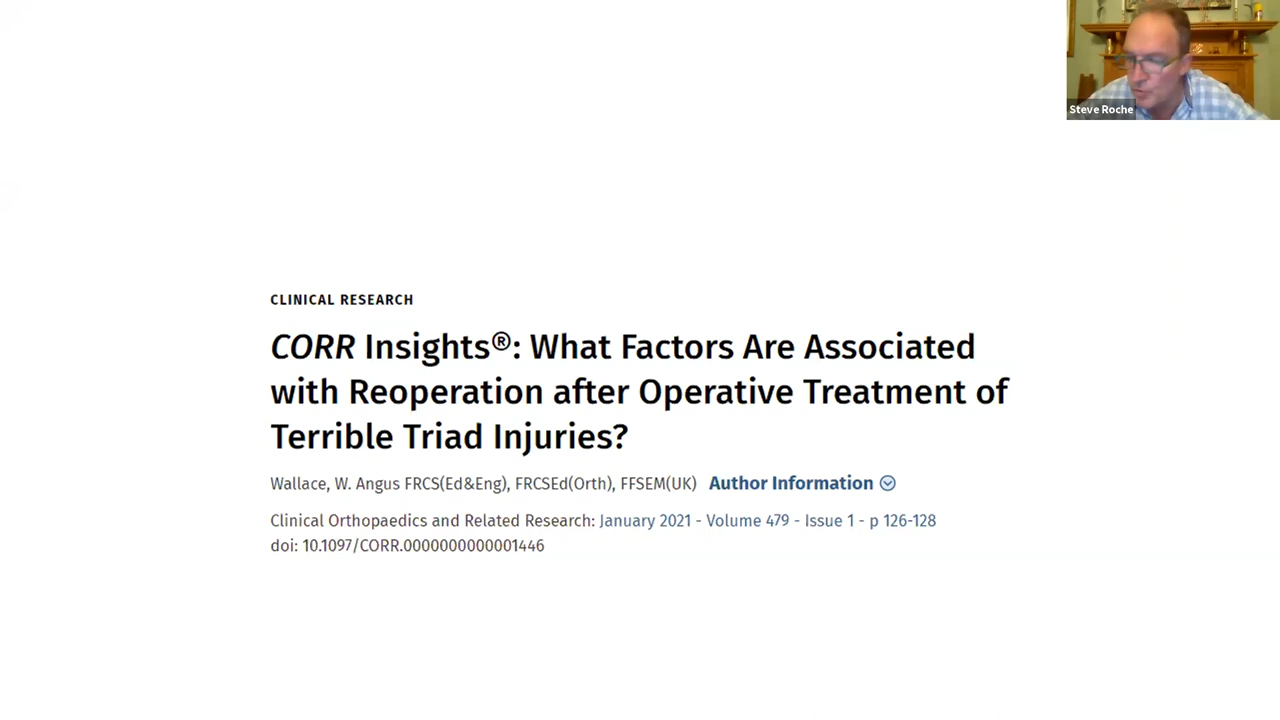 Steve Roche
CLINICAL RESEARCH
CORR Insights®: What Factors Are Associated
with Reoperation after Operative Treatment of
Terrible Triad Injuries?
Wallace, W. Angus FRCS(Ed&Eng), FRCSEd(Orth), FFSEM(UK) Author Information
Clinical Orthopaedics and Related Research: January 2021 - Volume 479 - Issue 1 - p 126-128
doi: 10.1097/CORR.0000000000001446